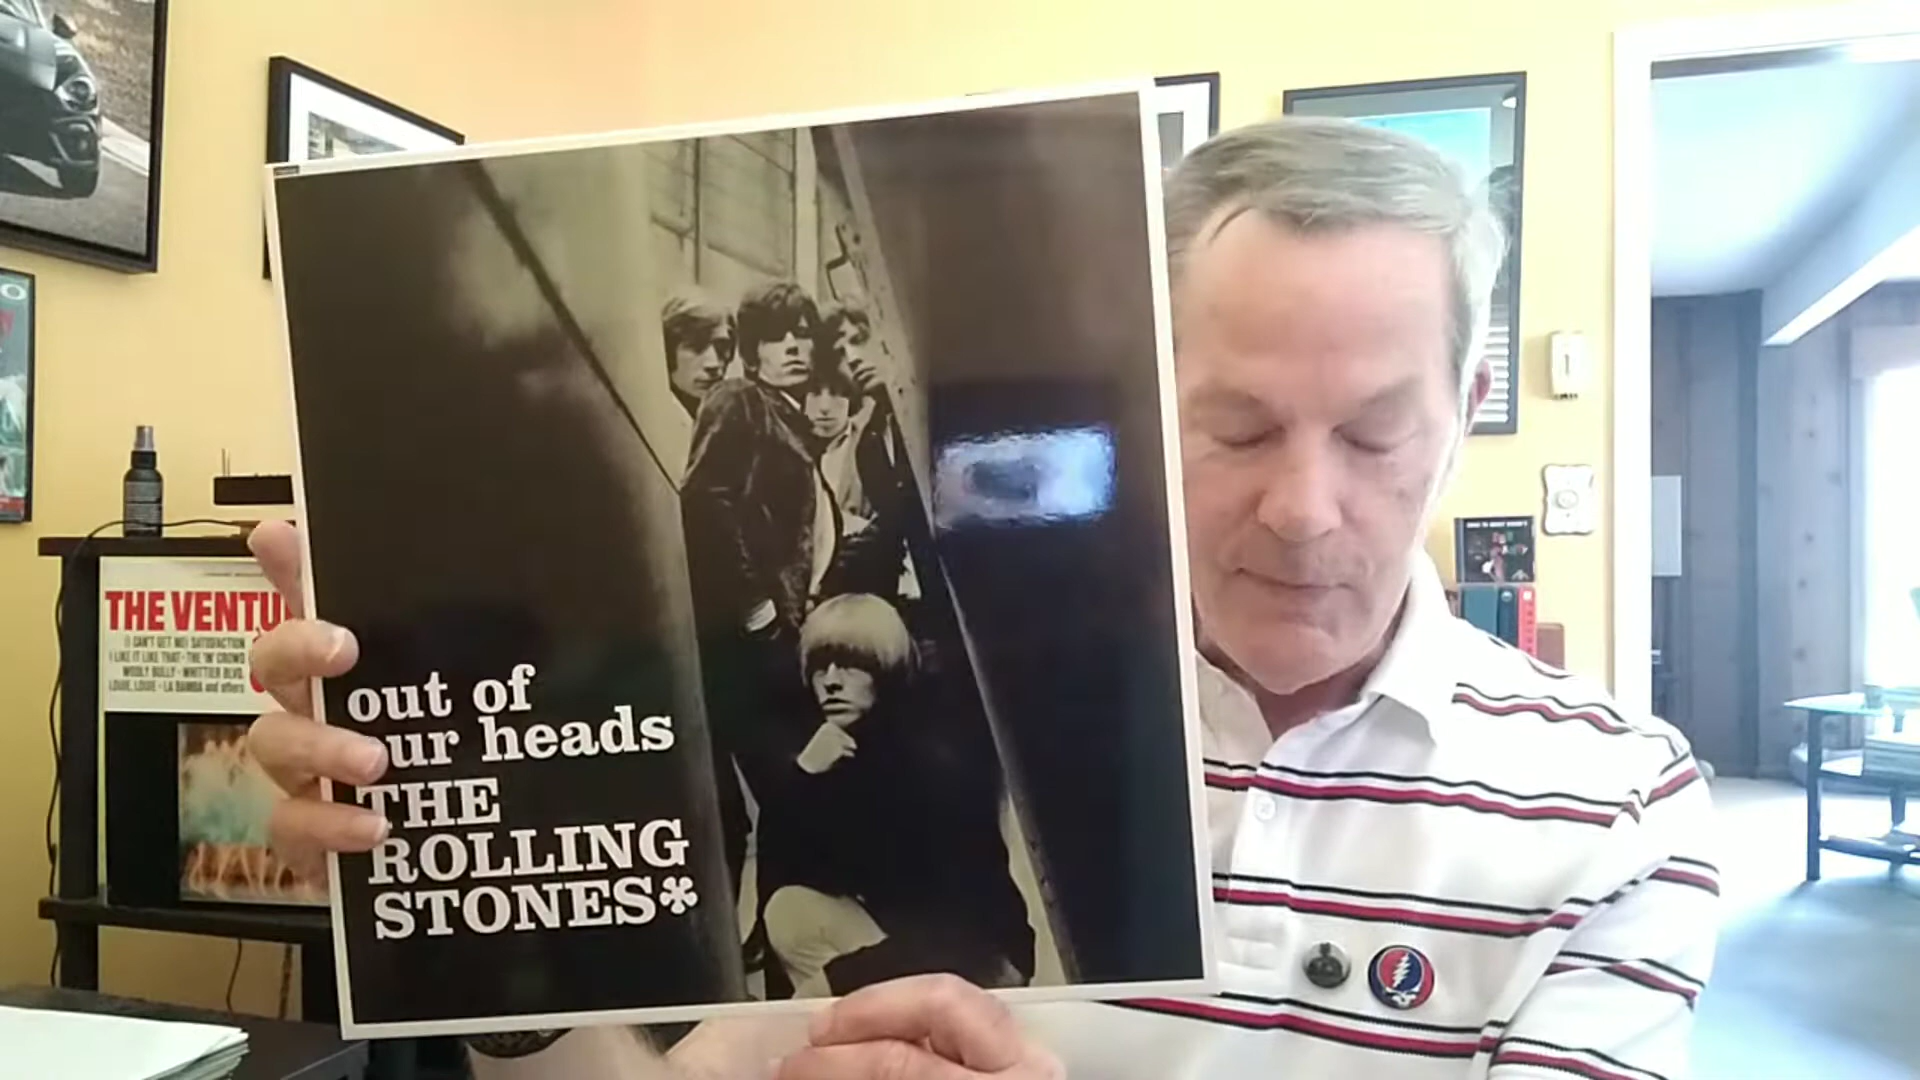 out of
our heads
THE
ROLLING
STONES*
THE VENTU
(I CAN'T GET NO) SATISFACTION
I LIKE IT LIKE THAT · THE "IN" CROWD
WOOLY BULLY · WHITTIER BLVD.
LOUIE, LOUIE · LA BAMBA and others